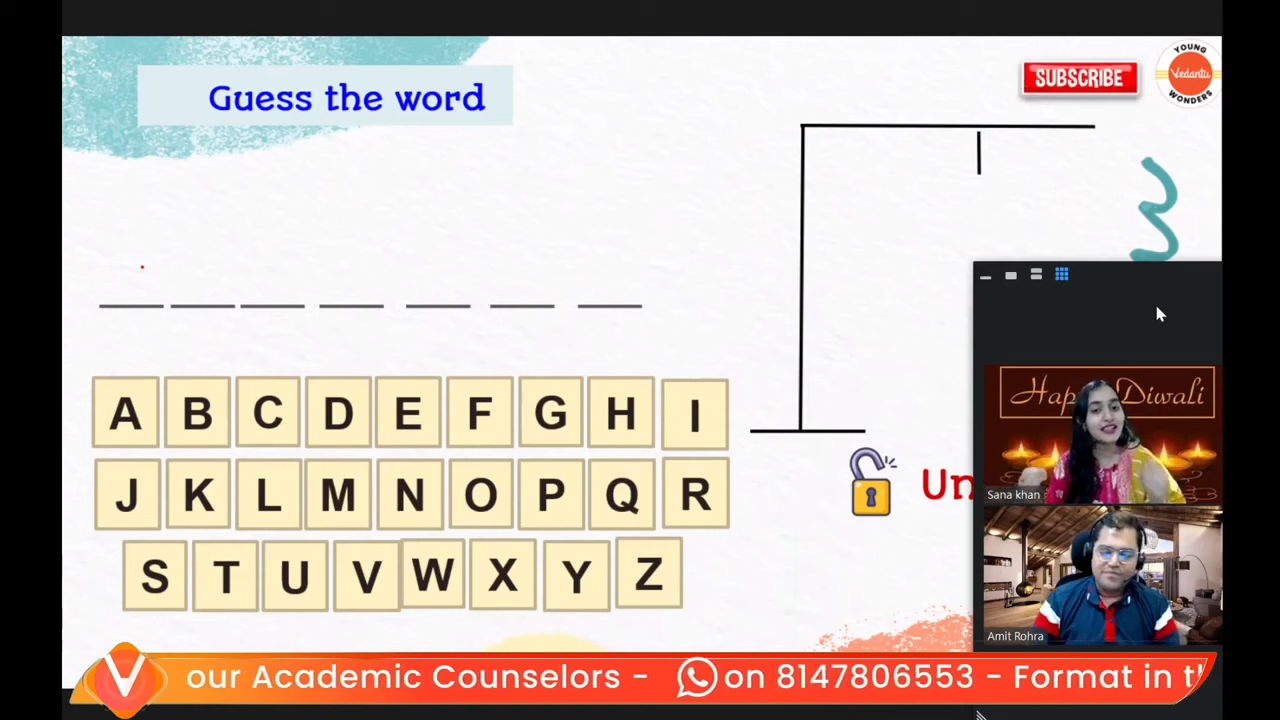 Guess the word
SUBSCRIBE
YOUNG
Vedantu
WONDERS
A B C D E F G H I
J K L M N O P Q R
S T U V W X Y Z
Un
Happy Diwali
Sana khan
Amit Rohra
our Academic Counselors - on 8147806553 - Format in t